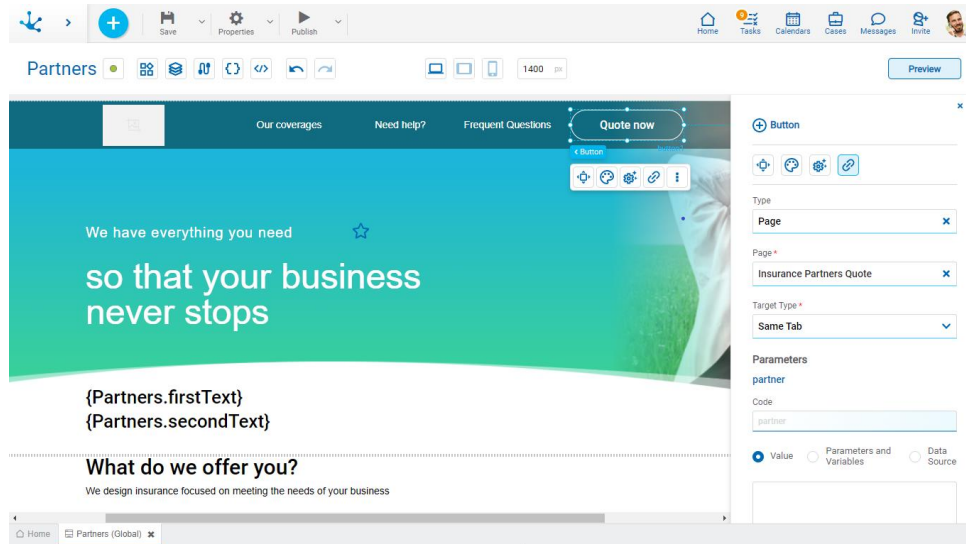 Save
Properties
Publish
Home
Tasks
Calendars
Cases
Messages
Invite
Partners
1400 px
Preview
Our coverages
Need help?
Frequent Questions
Quote now
Button
button
We have everything you need
so that your business
never stops
{Partners.firstText}
{Partners.secondText}
What do we offer you?
We design insurance focused on meeting the needs of your business
Button
Type
Page
Page *
Insurance Partners Quote
Target Type *
Same Tab
Parameters
partner
Code
partner
Value
Parameters and
Variables
Data
Source
Home
Partners (Global)